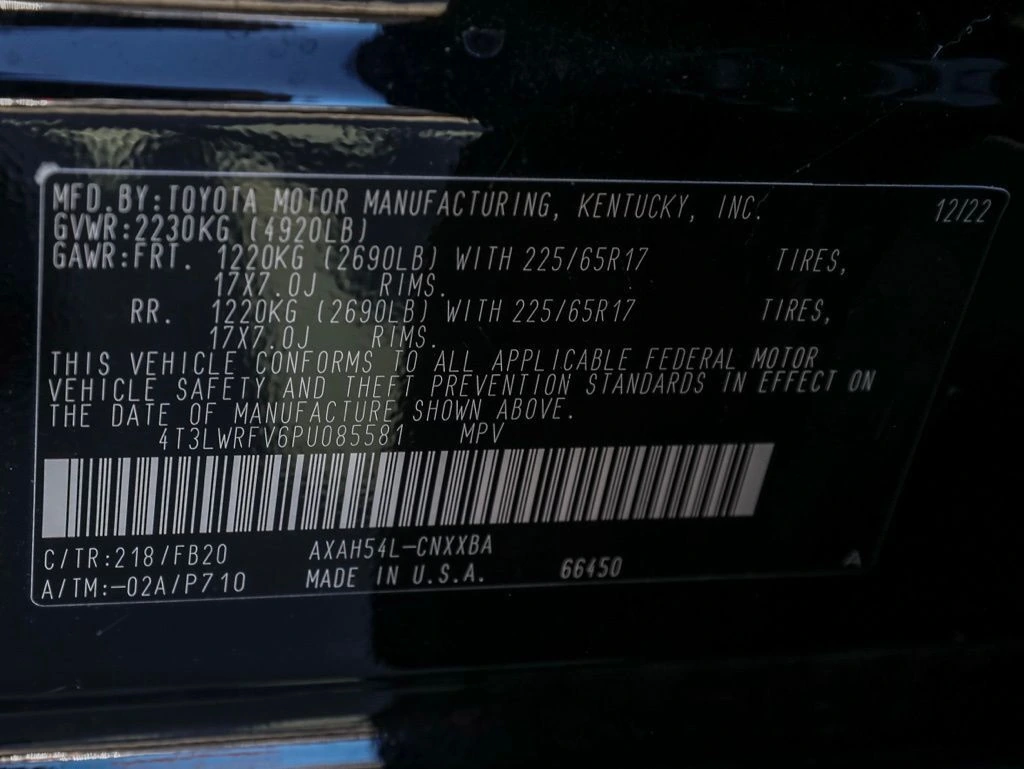 MFD.BY:TOYOTA MOTOR MANUFACTURING, KENTUCKY, INC. 12/22
GVWR:2230KG (4920LB)
GAWR:FRT. 1220KG (2690LB) WITH 225/65R17 TIRES,
17X7.0J RIMS.
RR. 1220KG (2690LB) WITH 225/65R17 TIRES,
17X7.0J RIMS.
THIS VEHICLE CONFORMS TO ALL APPLICABLE FEDERAL MOTOR
VEHICLE SAFETY AND THEFT PREVENTION STANDARDS IN EFFECT ON
THE DATE OF MANUFACTURE SHOWN ABOVE.
4T3LWRFV6PU085581 MPV
C/TR:218/FB20 AXAH54L-CNXXBA
A/TM:-02A/P710 MADE IN U.S.A. 66450 A